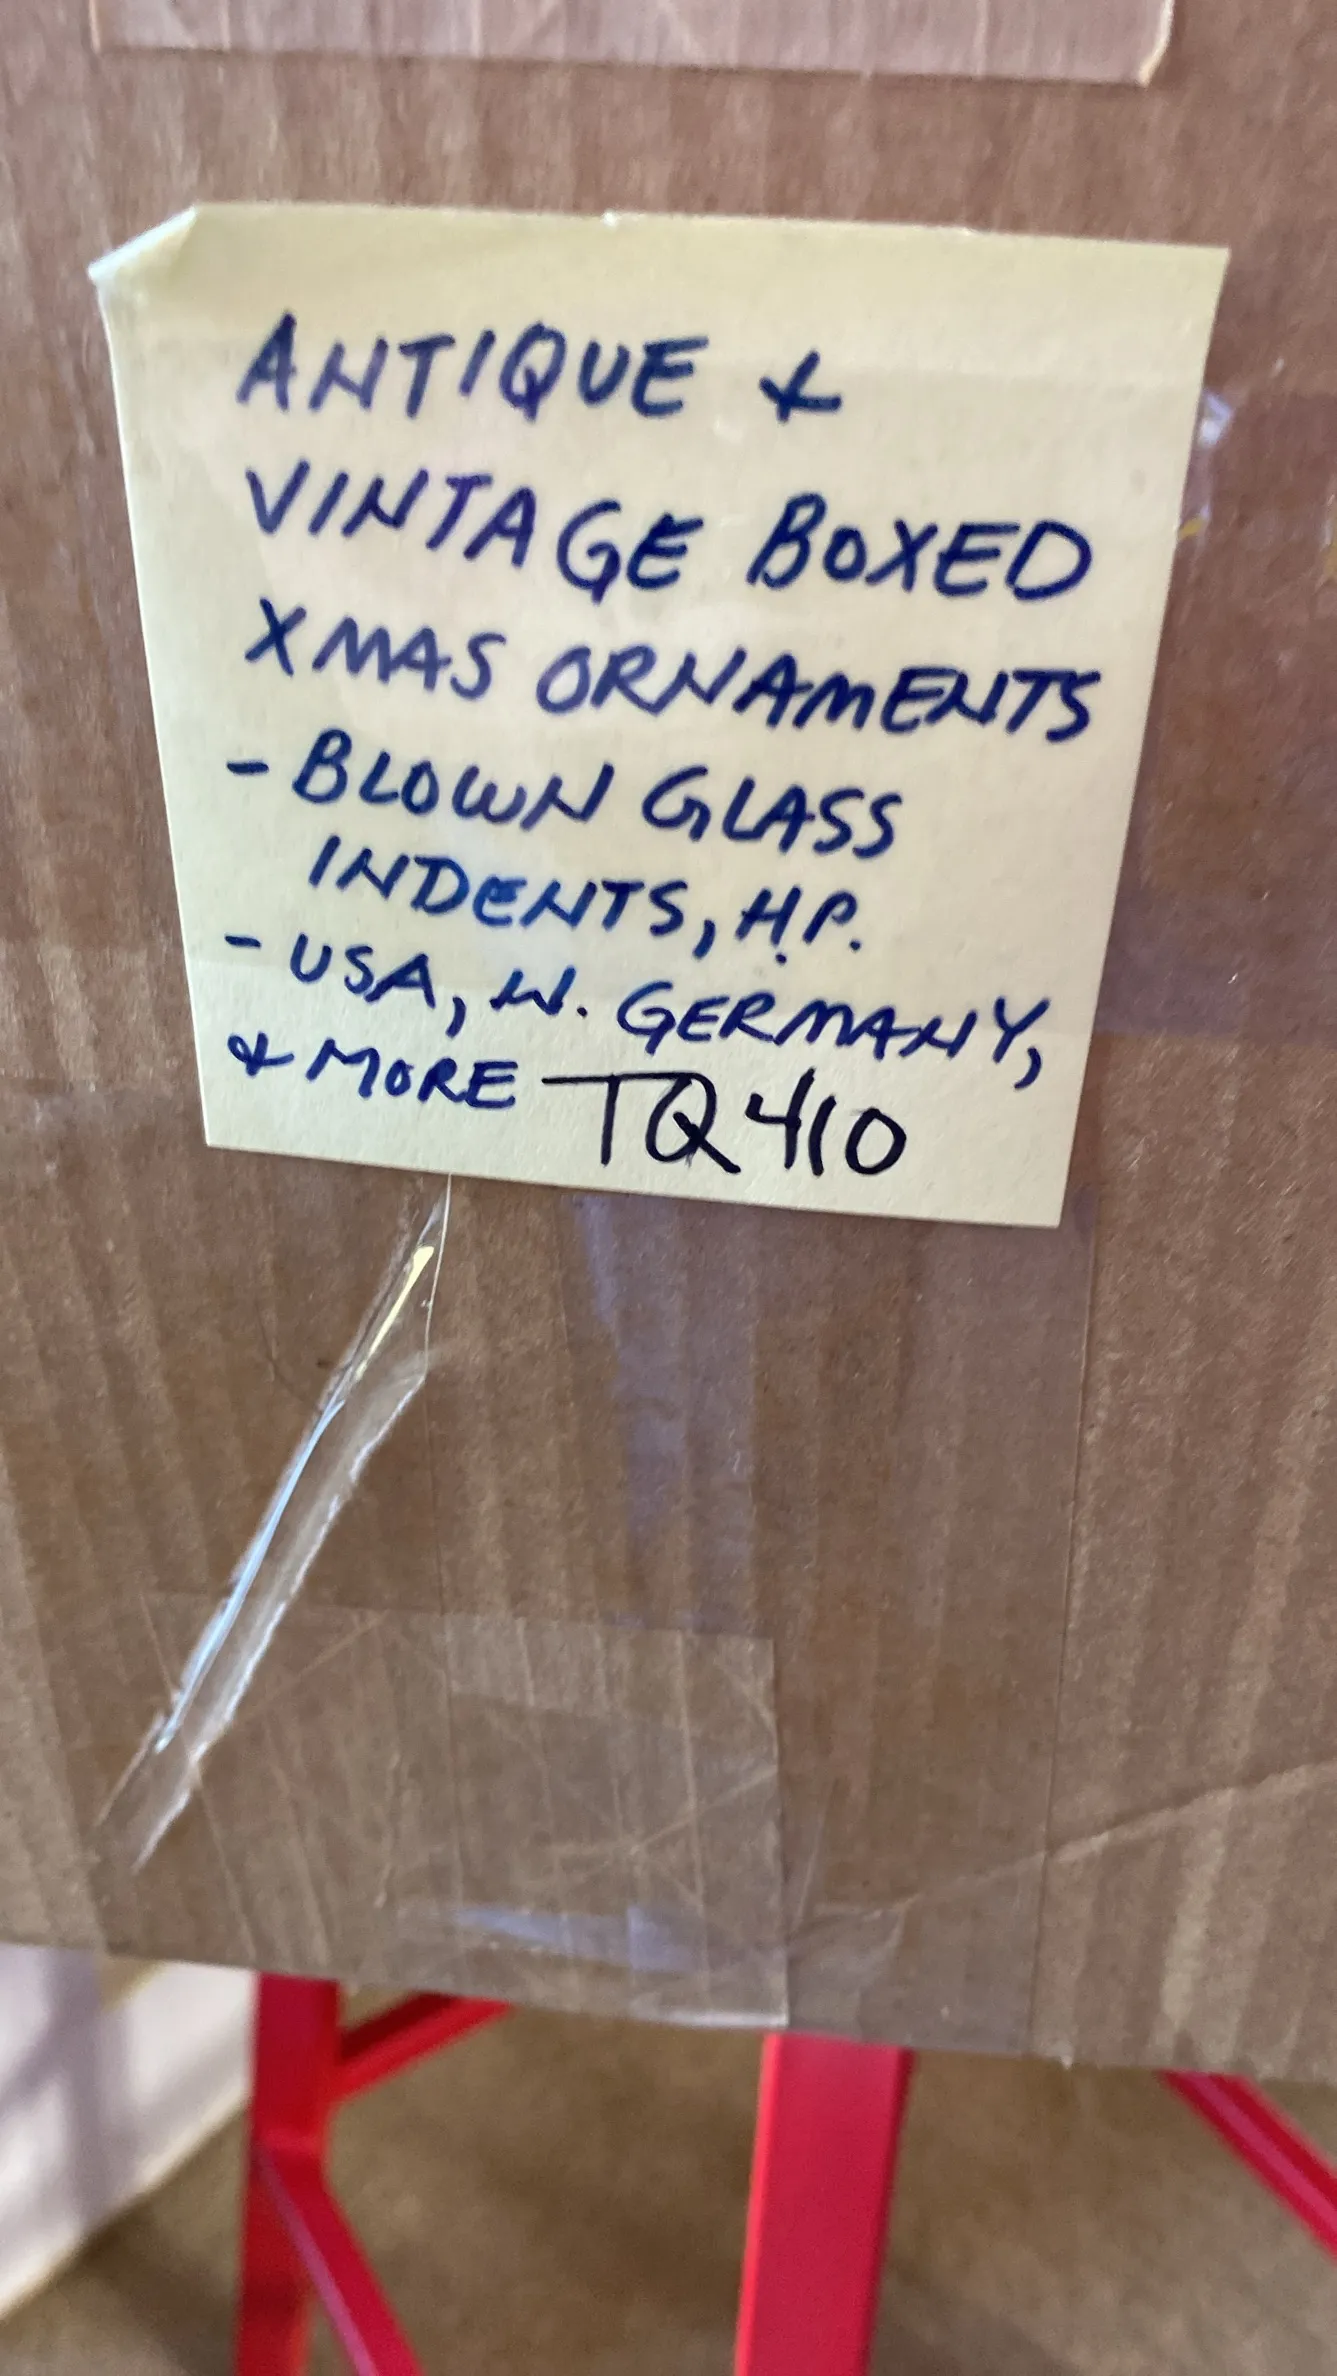 ANTIQUE &
VINTAGE BOXED
XMAS ORNAMENTS
- BLOWN GLASS
INDENTS, H.P.
- USA, W. GERMANY,
& MORE TQ410